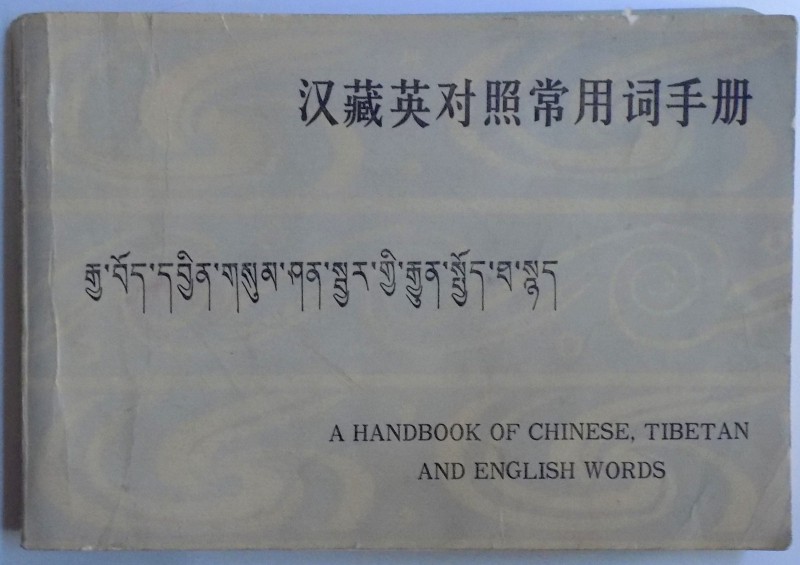 汉藏英对照常用词手册
རྒྱ་བོད་དབྱིན་གསུམ་ཤན་སྦྱར་གྱི་རྒྱུན་སྤྱོད་ཐ་སྙད
A HANDBOOK OF CHINESE, TIBETAN
AND ENGLISH WORDS